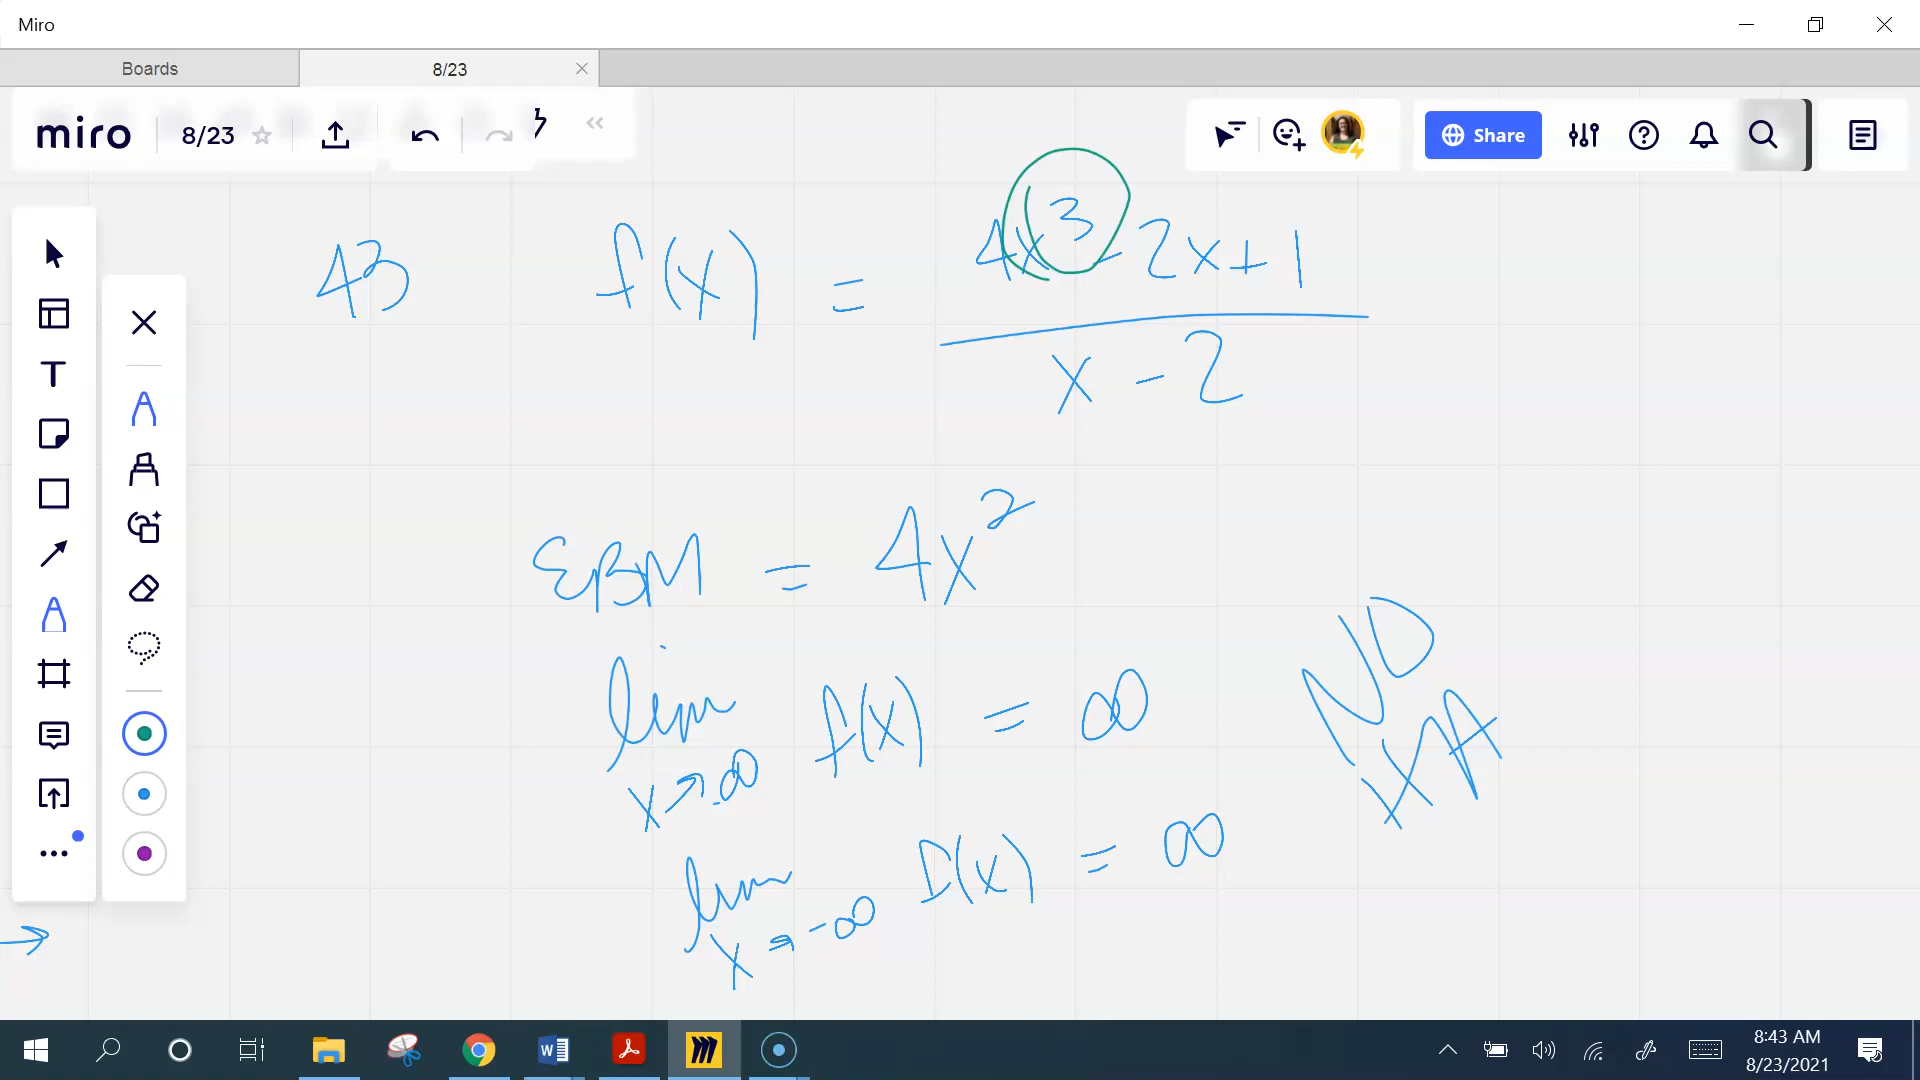 Miro
Boards 8/23
miro 8/23 Share
43 f(x) = 4x³ - 2x + 1
x - 2
EBM = 4x²
lim f(x) = ∞
x → ∞
lim f(x) = ∞
x → -∞
NO
HA
T
8:43 AM
8/23/2021